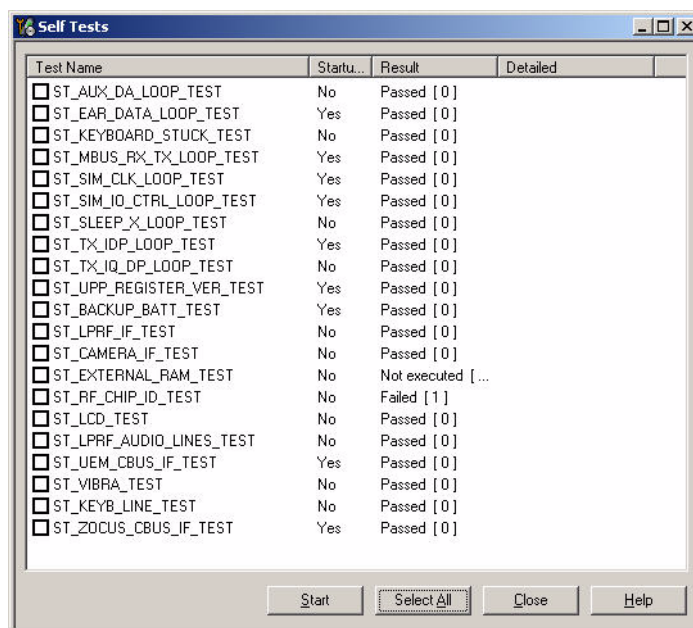 Self Tests
Test Name Startu... Result Detailed
ST_AUX_DA_LOOP_TEST No Passed [ 0 ]
ST_EAR_DATA_LOOP_TEST Yes Passed [ 0 ]
ST_KEYBOARD_STUCK_TEST No Passed [ 0 ]
ST_MBUS_RX_TX_LOOP_TEST Yes Passed [ 0 ]
ST_SIM_CLK_LOOP_TEST Yes Passed [ 0 ]
ST_SIM_IO_CTRL_LOOP_TEST Yes Passed [ 0 ]
ST_SLEEP_X_LOOP_TEST No Passed [ 0 ]
ST_TX_IDP_LOOP_TEST Yes Passed [ 0 ]
ST_TX_IQ_DP_LOOP_TEST No Passed [ 0 ]
ST_UPP_REGISTER_VER_TEST Yes Passed [ 0 ]
ST_BACKUP_BATT_TEST Yes Passed [ 0 ]
ST_LPRF_IF_TEST No Passed [ 0 ]
ST_CAMERA_IF_TEST No Passed [ 0 ]
ST_EXTERNAL_RAM_TEST No Not executed [ ...
ST_RF_CHIP_ID_TEST No Failed [ 1 ]
ST_LCD_TEST No Passed [ 0 ]
ST_LPRF_AUDIO_LINES_TEST No Passed [ 0 ]
ST_UEM_CBUS_IF_TEST Yes Passed [ 0 ]
ST_VIBRA_TEST No Passed [ 0 ]
ST_KEYB_LINE_TEST No Passed [ 0 ]
ST_ZOCUS_CBUS_IF_TEST Yes Passed [ 0 ]
Start Select All Close Help